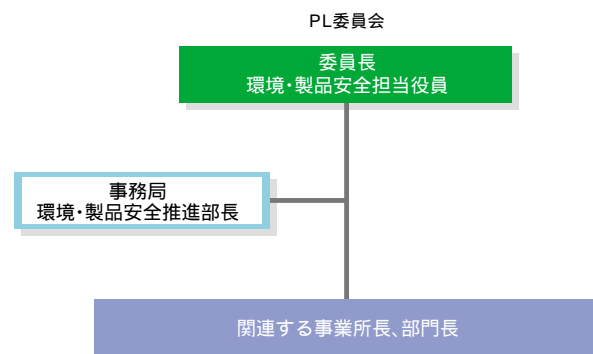 PL委員会
委員長
環境・製品安全担当役員
事務局
環境・製品安全推進部長
関連する事業所長、部門長